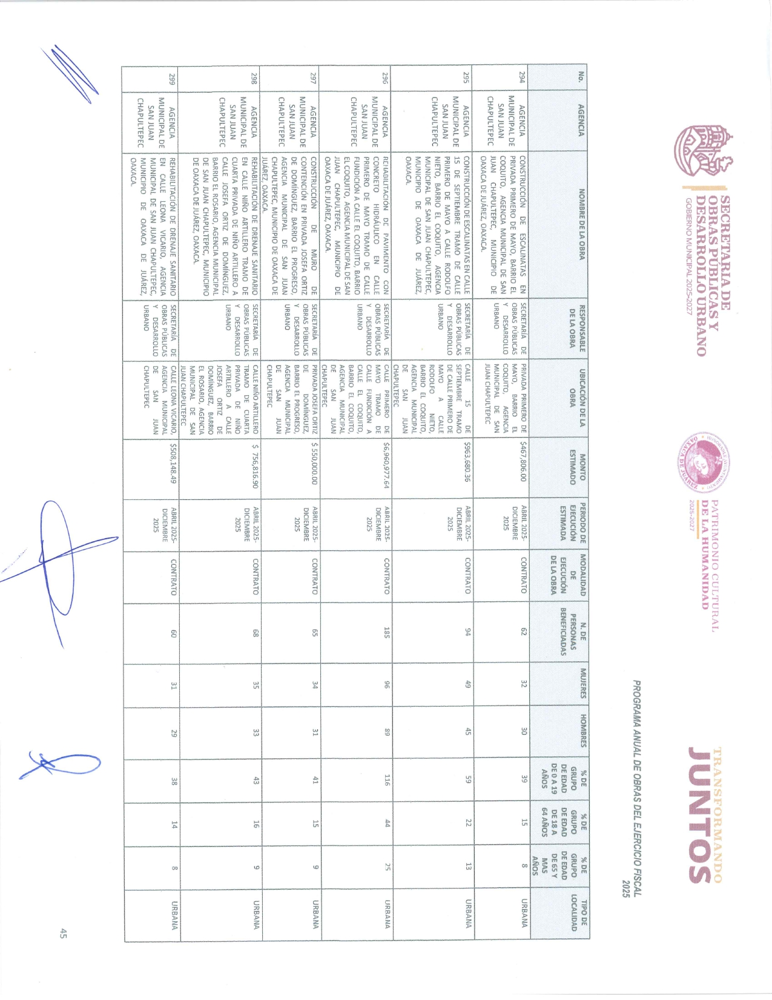 SECRETARÍA DE
OBRAS PÚBLICAS Y
DESARROLLO URBANO
GOBIERNO MUNICIPAL 2025-2027
HONORABLE AYUNTAMIENTO
OAXACA DE JUÁREZ
PATRIMONIO CULTURAL
DE LA HUMANIDAD
2025-2027
TRANSFORMANDO
JUNTOS
PROGRAMA ANUAL DE OBRAS DEL EJERCICIO FISCAL
2025
No.
AGENCIA
NOMBRE DE LA OBRA
RESPONSABLE
DE LA OBRA
UBICACIÓN DE LA
OBRA
MONTO
ESTIMADO
PERIODO DE
EJECUCIÓN
ESTIMADA
MODALIDAD
DE
EJECUCIÓN
DE LA OBRA
N. DE
PERSONAS
BENEFICIADAS
MUJERES
HOMBRES
% DE
GRUPO
DE EDAD
DE 0 A 19
AÑOS
% DE
GRUPO
DE EDAD
DE 18 A
64 AÑOS
% DE
GRUPO
DE EDAD
DE 65 Y
MAS
AÑOS
TIPO DE
LOCALIDAD
294
AGENCIA
MUNICIPAL DE
SAN JUAN
CHAPULTEPEC
CONSTRUCCIÓN DE ESCALINATAS EN
PRIVADA PRIMERO DE MAYO, BARRIO EL
COQUITO, AGENCIA MUNICIPAL DE SAN
JUAN CHAPULTEPEC, MUNICIPIO DE
OAXACA DE JUÁREZ, OAXACA.
SECRETARÍA DE
OBRAS PÚBLICAS
Y DESARROLLO
URBANO
PRIVADA PRIMERO DE
MAYO, BARRIO EL
COQUITO, AGENCIA
MUNICIPAL DE SAN
JUAN CHAPULTEPEC
$467,806.00
ABRIL 2025-
DICIEMBRE
2025
CONTRATO
62
32
30
39
15
8
URBANA
295
AGENCIA
MUNICIPAL DE
SAN JUAN
CHAPULTEPEC
CONSTRUCCIÓN DE ESCALINATAS EN CALLE
15 DE SEPTIEMBRE TRAMO DE CALLE
PRIMERO DE MAYO A CALLE RODOLFO
NIETO, BARRIO EL COQUITO, AGENCIA
MUNICIPAL DE SAN JUAN CHAPULTEPEC,
MUNICIPIO DE OAXACA DE JUÁREZ,
OAXACA.
SECRETARÍA DE
OBRAS PÚBLICAS
Y DESARROLLO
URBANO
CALLE 15 DE
SEPTIEMBRE TRAMO
DE CALLE PRIMERO DE
MAYO A CALLE
RODOLFO NIETO,
BARRIO EL COQUITO,
AGENCIA MUNICIPAL
DE SAN JUAN
CHAPULTEPEC
$963,680.36
ABRIL 2025-
DICIEMBRE
2025
CONTRATO
94
49
45
59
22
13
URBANA
296
AGENCIA
MUNICIPAL DE
SAN JUAN
CHAPULTEPEC
REHABILITACIÓN DE PAVIMENTO CON
CONCRETO HIDRÁULICO EN CALLE
PRIMERO DE MAYO TRAMO DE CALLE
FUNDICIÓN A CALLE EL COQUITO, BARRIO
EL COQUITO, AGENCIA MUNICIPAL DE SAN
JUAN CHAPULTEPEC, MUNICIPIO DE
OAXACA DE JUÁREZ, OAXACA.
SECRETARÍA DE
OBRAS PÚBLICAS
Y DESARROLLO
URBANO
CALLE PRIMERO DE
MAYO TRAMO DE
CALLE FUNDICIÓN A
CALLE EL COQUITO,
BARRIO EL COQUITO,
AGENCIA MUNICIPAL
DE SAN JUAN
CHAPULTEPEC
$6,960,977.64
ABRIL 2025-
DICIEMBRE
2025
CONTRATO
185
96
89
116
44
25
URBANA
297
AGENCIA
MUNICIPAL DE
SAN JUAN
CHAPULTEPEC
CONSTRUCCIÓN DE MURO DE
CONTENCIÓN EN PRIVADA JOSEFA ORTIZ
DE DOMÍNGUEZ, BARRIO EL PROGRESO,
AGENCIA MUNICIPAL DE SAN JUAN
CHAPULTEPEC, MUNICIPIO DE OAXACA DE
JUÁREZ, OAXACA.
SECRETARÍA DE
OBRAS PÚBLICAS
Y DESARROLLO
URBANO
PRIVADA JOSEFA ORTIZ
DE DOMÍNGUEZ,
BARRIO EL PROGRESO,
AGENCIA MUNICIPAL
DE SAN JUAN
CHAPULTEPEC
$ 550,000.00
ABRIL 2025-
DICIEMBRE
2025
CONTRATO
65
34
31
41
15
9
URBANA
298
AGENCIA
MUNICIPAL DE
SAN JUAN
CHAPULTEPEC
REHABILITACIÓN DE DRENAJE SANITARIO
EN CALLE NIÑO ARTILLERO TRAMO DE
CUARTA PRIVADA DE NIÑO ARTILLERO A
CALLE JOSEFA ORTIZ DE DOMÍNGUEZ,
BARRIO EL ROSARIO, AGENCIA MUNICIPAL
DE SAN JUAN CHAPULTEPEC, MUNICIPIO
DE OAXACA DE JUÁREZ, OAXACA.
SECRETARÍA DE
OBRAS PÚBLICAS
Y DESARROLLO
URBANO
CALLE NIÑO ARTILLERO
TRAMO DE CUARTA
PRIVADA DE NIÑO
ARTILLERO A CALLE
JOSEFA ORTIZ DE
DOMÍNGUEZ, BARRIO
EL ROSARIO, AGENCIA
MUNICIPAL DE SAN
JUAN CHAPULTEPEC
$ 756,816.90
ABRIL 2025-
DICIEMBRE
2025
CONTRATO
68
35
33
43
16
9
URBANA
299
AGENCIA
MUNICIPAL DE
SAN JUAN
CHAPULTEPEC
REHABILITACIÓN DE DRENAJE SANITARIO
EN CALLE LEONA VICARIO, AGENCIA
MUNICIPAL DE SAN JUAN CHAPULTEPEC,
MUNICIPIO DE OAXACA DE JUÁREZ,
OAXACA.
SECRETARÍA DE
OBRAS PÚBLICAS
Y DESARROLLO
URBANO
CALLE LEONA VICARIO,
AGENCIA MUNICIPAL
DE SAN JUAN
CHAPULTEPEC
$508,148.49
ABRIL 2025-
DICIEMBRE
2025
CONTRATO
60
31
29
38
14
8
URBANA
45